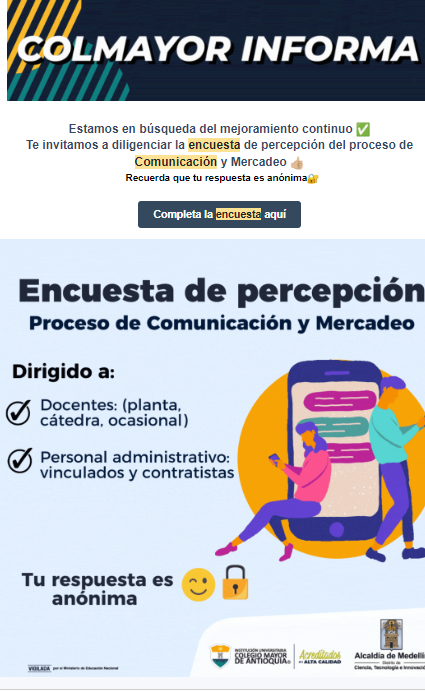 COLMAYOR INFORMA
Estamos en búsqueda del mejoramiento continuo ✅
Te invitamos a diligenciar la encuesta de percepción del proceso de
Comunicación y Mercadeo 👍🏼
Recuerda que tu respuesta es anónima🔐
Completa la encuesta aquí
Encuesta de percepción
Proceso de Comunicación y Mercadeo
Dirigido a:
Docentes: (planta,
cátedra, ocasional)
Personal administrativo:
vinculados y contratistas
Tu respuesta es
anónima
VIGILADA por el Ministerio de Educación Nacional
INSTITUCIÓN UNIVERSITARIA
COLEGIO MAYOR
DE ANTIOQUIA
Acreditados
en ALTA CALIDAD
Alcaldía de Medellí
Distrito de
Ciencia, Tecnología e Innovació